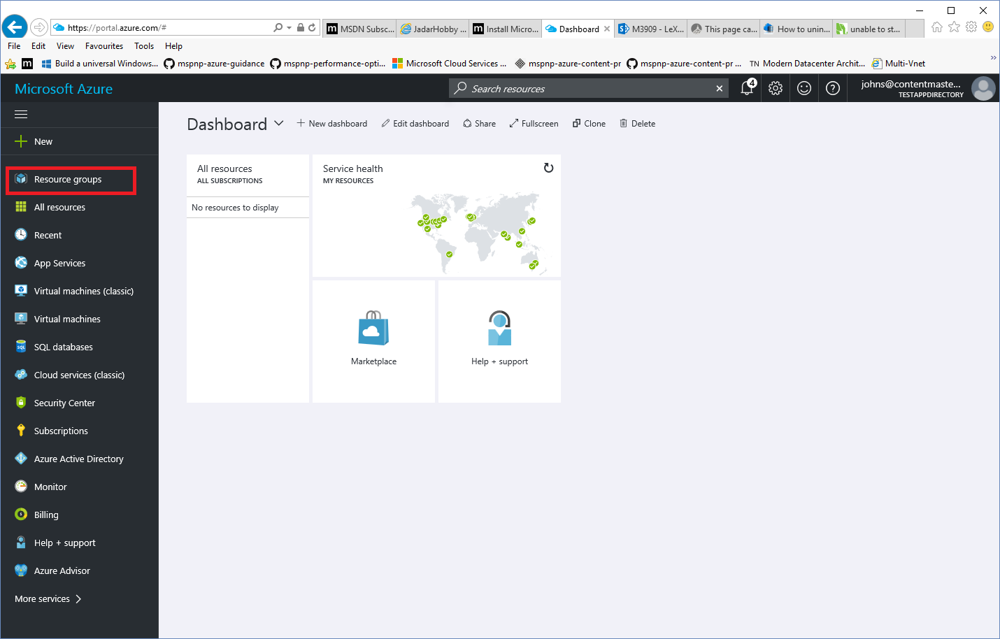 https://portal.azure.com/#
MSDN Subsc...
JadarHobby ...
Install Micro...
Dashboard
M3909 - LeX...
This page ca...
How to unin...
unable to st...
File Edit View Favourites Tools Help
m Build a universal Windows... mspnp-azure-guidance mspnp-performance-opti... Microsoft Cloud Services ... mspnp-azure-content-pr mspnp-azure-content-pr ... TN Modern Datacenter Archit... Multi-Vnet
Microsoft Azure
Search resources
4
johns@contentmaste...
TESTAPPDIRECTORY
New
Resource groups
All resources
Recent
App Services
Virtual machines (classic)
Virtual machines
SQL databases
Cloud services (classic)
Security Center
Subscriptions
Azure Active Directory
Monitor
Billing
Help + support
Azure Advisor
More services
Dashboard
New dashboard Edit dashboard Share Fullscreen Clone Delete
All resources
ALL SUBSCRIPTIONS
No resources to display
Service health
MY RESOURCES
Marketplace
Help + support